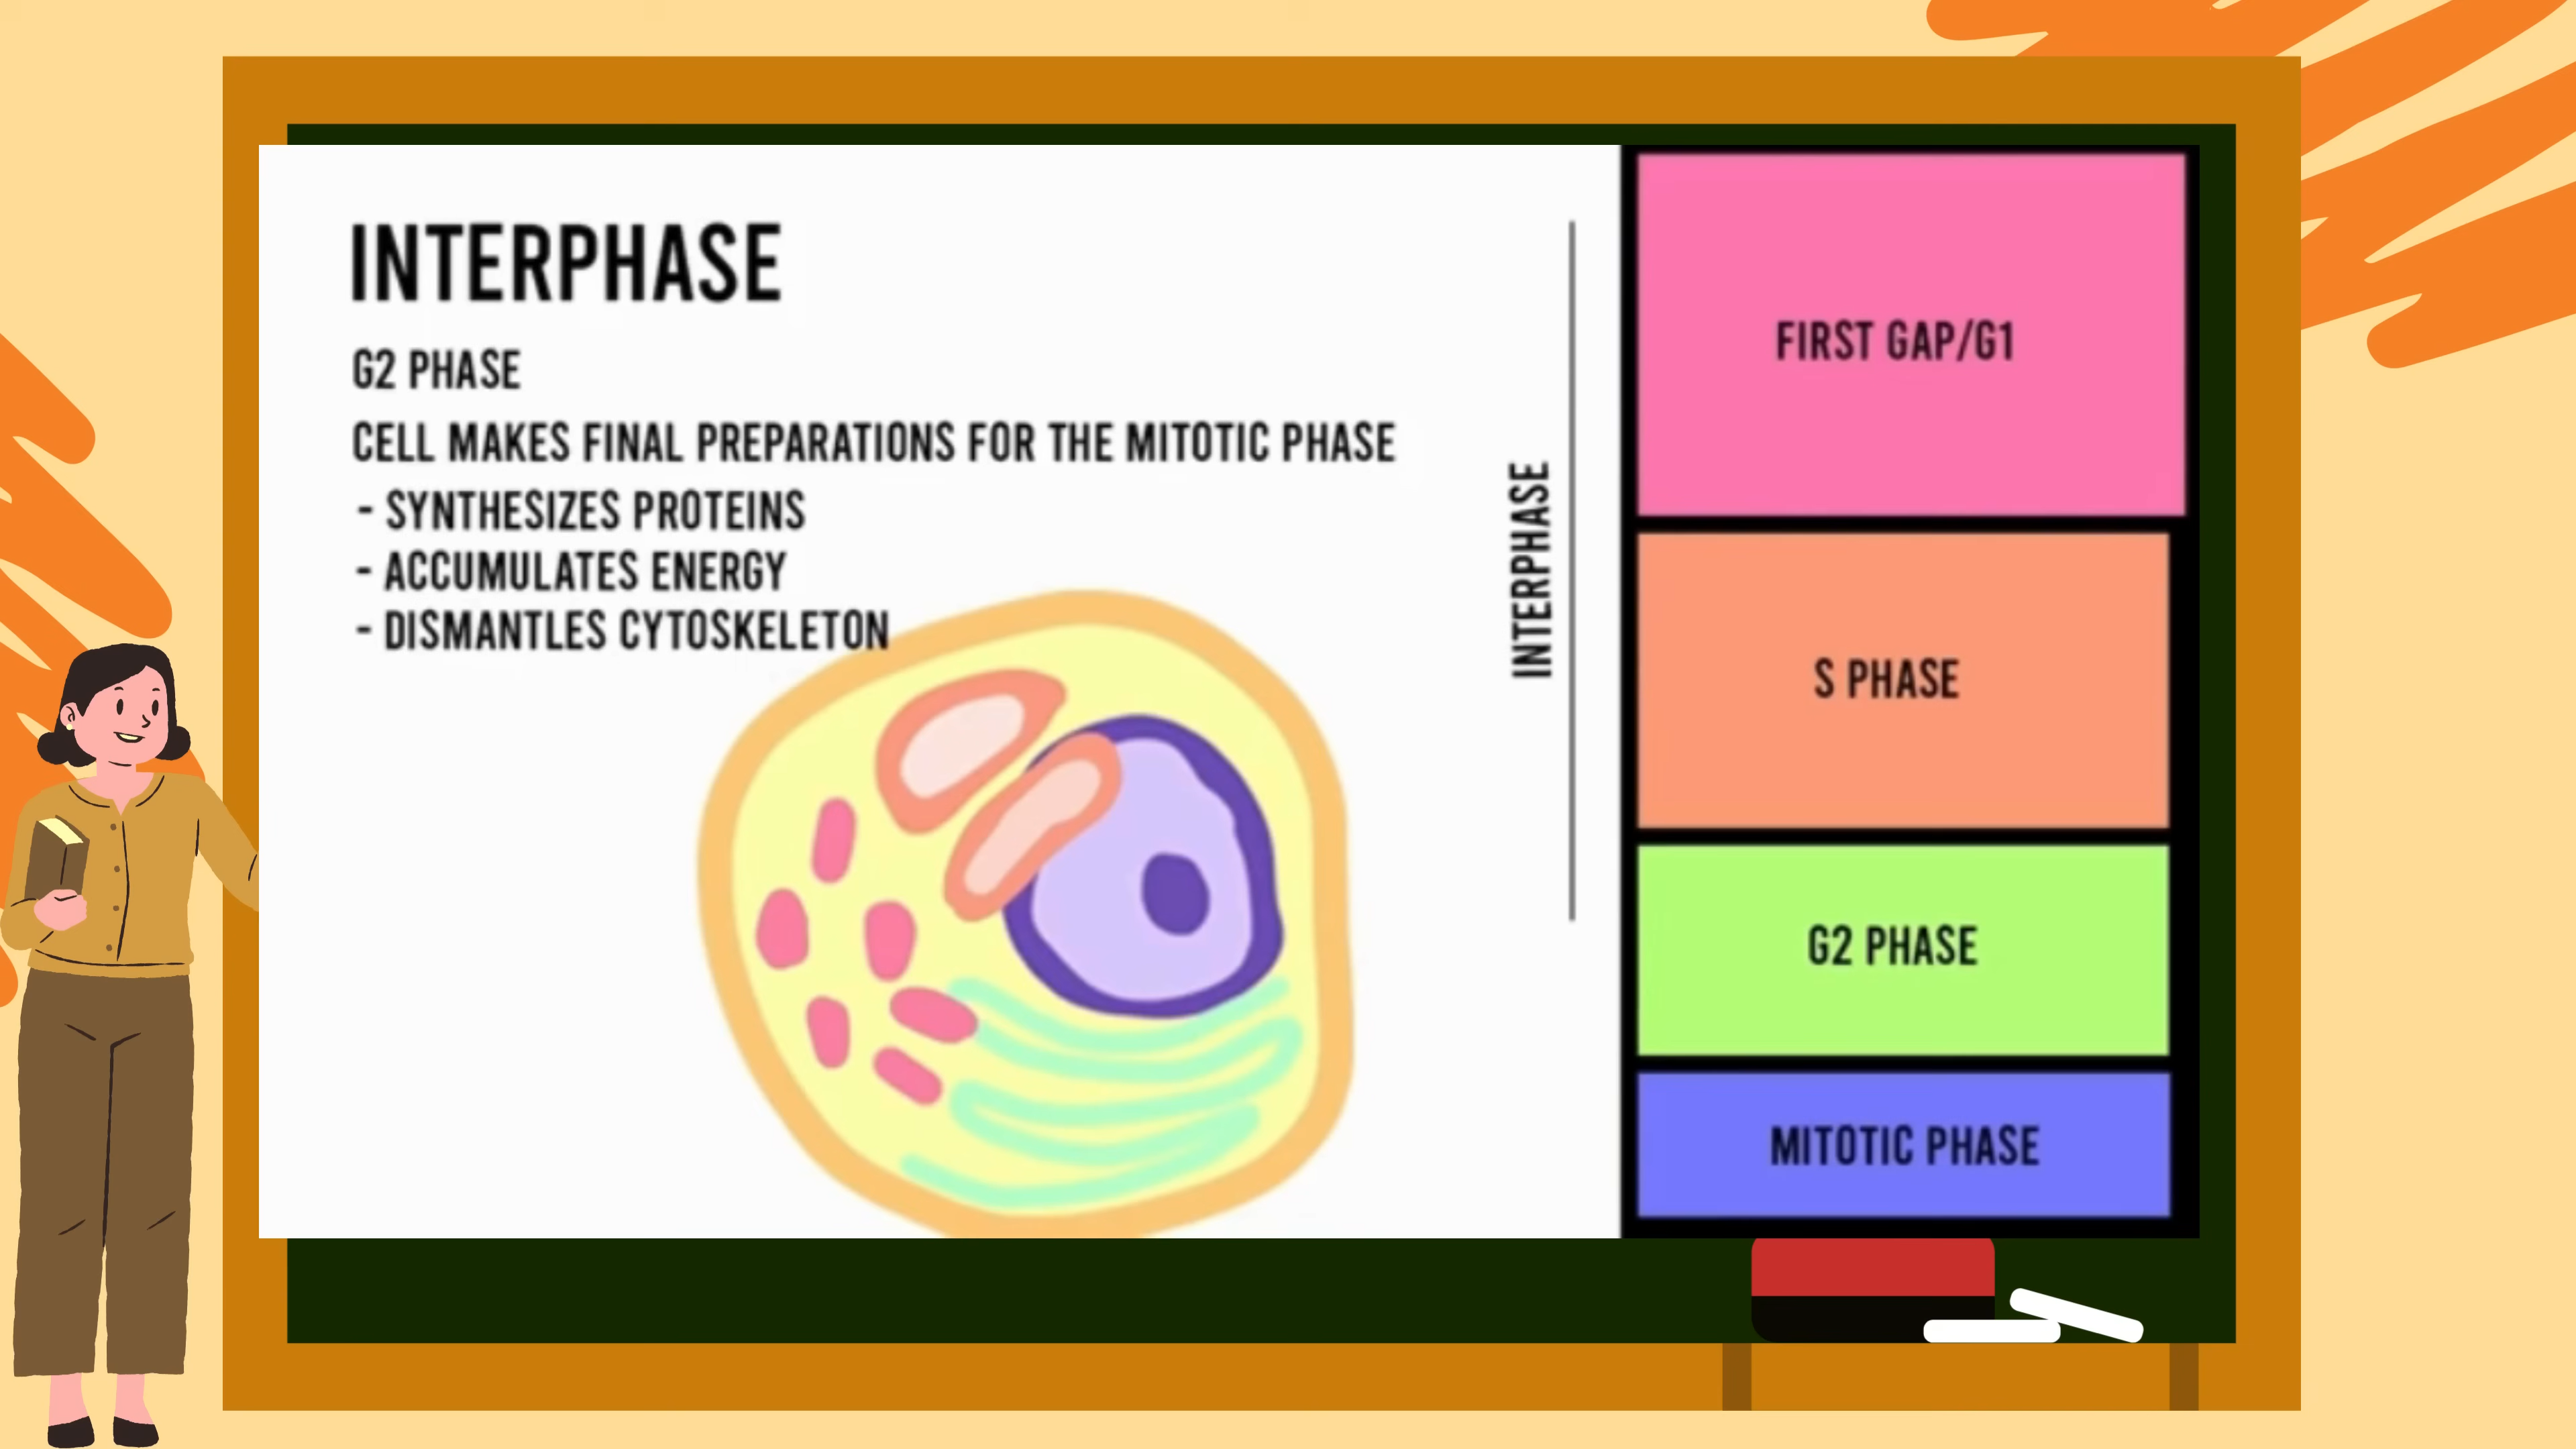 INTERPHASE
G2 PHASE
CELL MAKES FINAL PREPARATIONS FOR THE MITOTIC PHASE
- SYNTHESIZES PROTEINS
- ACCUMULATES ENERGY
- DISMANTLES CYTOSKELETON
INTERPHASE
FIRST GAP/G1
S PHASE
G2 PHASE
MITOTIC PHASE